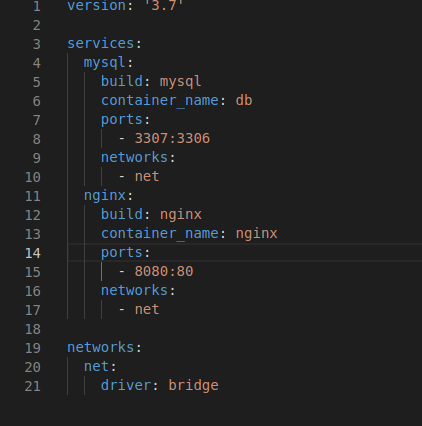 1 version: '3.7'
2
3 services:
4   mysql:
5     build: mysql
6     container_name: db
7     ports:
8       - 3307:3306
9     networks:
10       - net
11   nginx:
12     build: nginx
13     container_name: nginx
14     ports:
15       - 8080:80
16     networks:
17       - net
18
19 networks:
20   net:
21     driver: bridge